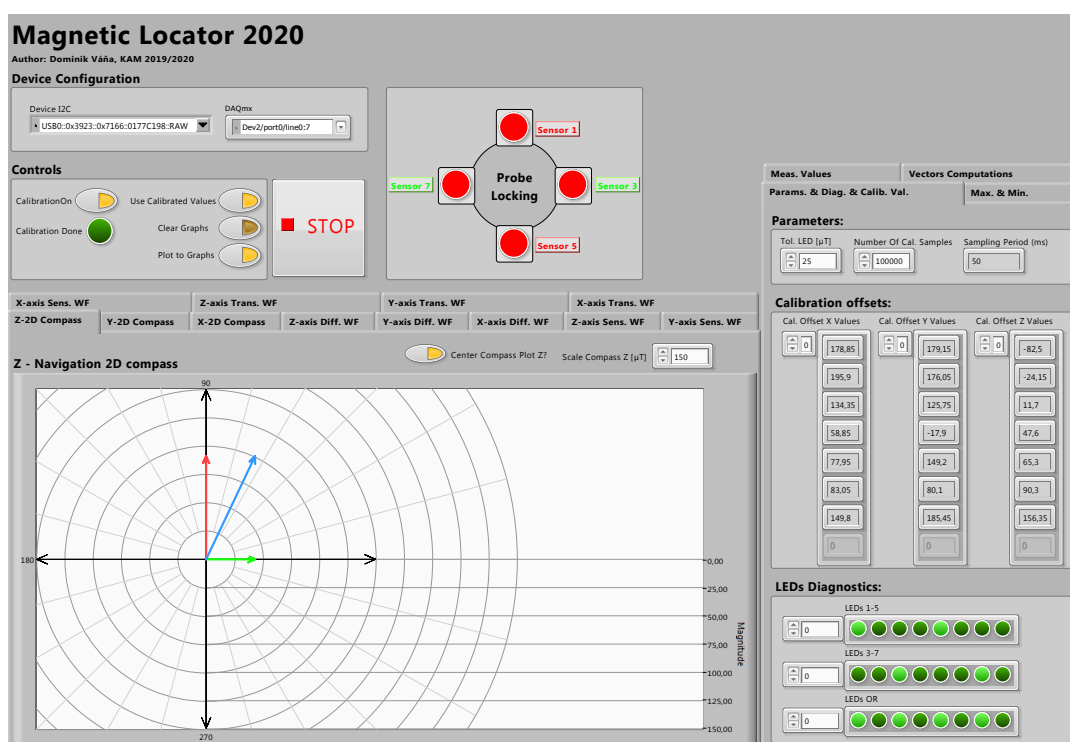 Magnetic Locator 2020
Author: Dominik Váňa, KAM 2019/2020
Device Configuration
Device I2C
USB0::0x3923::0x7166::0177C198::RAW
DAQmx
Dev2/port0/line0:7
Controls
CalibrationOn
Use Calibrated Values
Calibration Done
Clear Graphs
Plot to Graphs
STOP
Sensor 1
Sensor 7
Probe
Locking
Sensor 3
Sensor 5
X-axis Sens. WF
Z-axis Trans. WF
Y-axis Trans. WF
X-axis Trans. WF
Z-2D Compass
Y-2D Compass
X-2D Compass
Z-axis Diff. WF
Y-axis Diff. WF
X-axis Diff. WF
Z-axis Sens. WF
Y-axis Sens. WF
Z - Navigation 2D compass
Center Compass Plot Z?
Scale Compass Z [µT]
150
90
180
270
0,00
25,00
50,00
75,00
100,00
125,00
150,00
Magnitude
Meas. Values
Vectors Computations
Params. & Diag. & Calib. Val.
Max. & Min.
Parameters:
Tol. LED [µT]
Number Of Cal. Samples
Sampling Period (ms)
25
100000
50
Calibration offsets:
Cal. Offset X Values
Cal. Offset Y Values
Cal. Offset Z Values
0
178,85
0
179,15
0
-82,5
195,9
176,05
-24,15
134,35
125,75
11,7
58,85
-17,9
47,6
77,95
149,2
65,3
83,05
80,1
90,3
149,8
185,45
156,35
0
0
0
LEDs Diagnostics:
LEDs 1-5
0
LEDs 3-7
0
LEDs OR
0